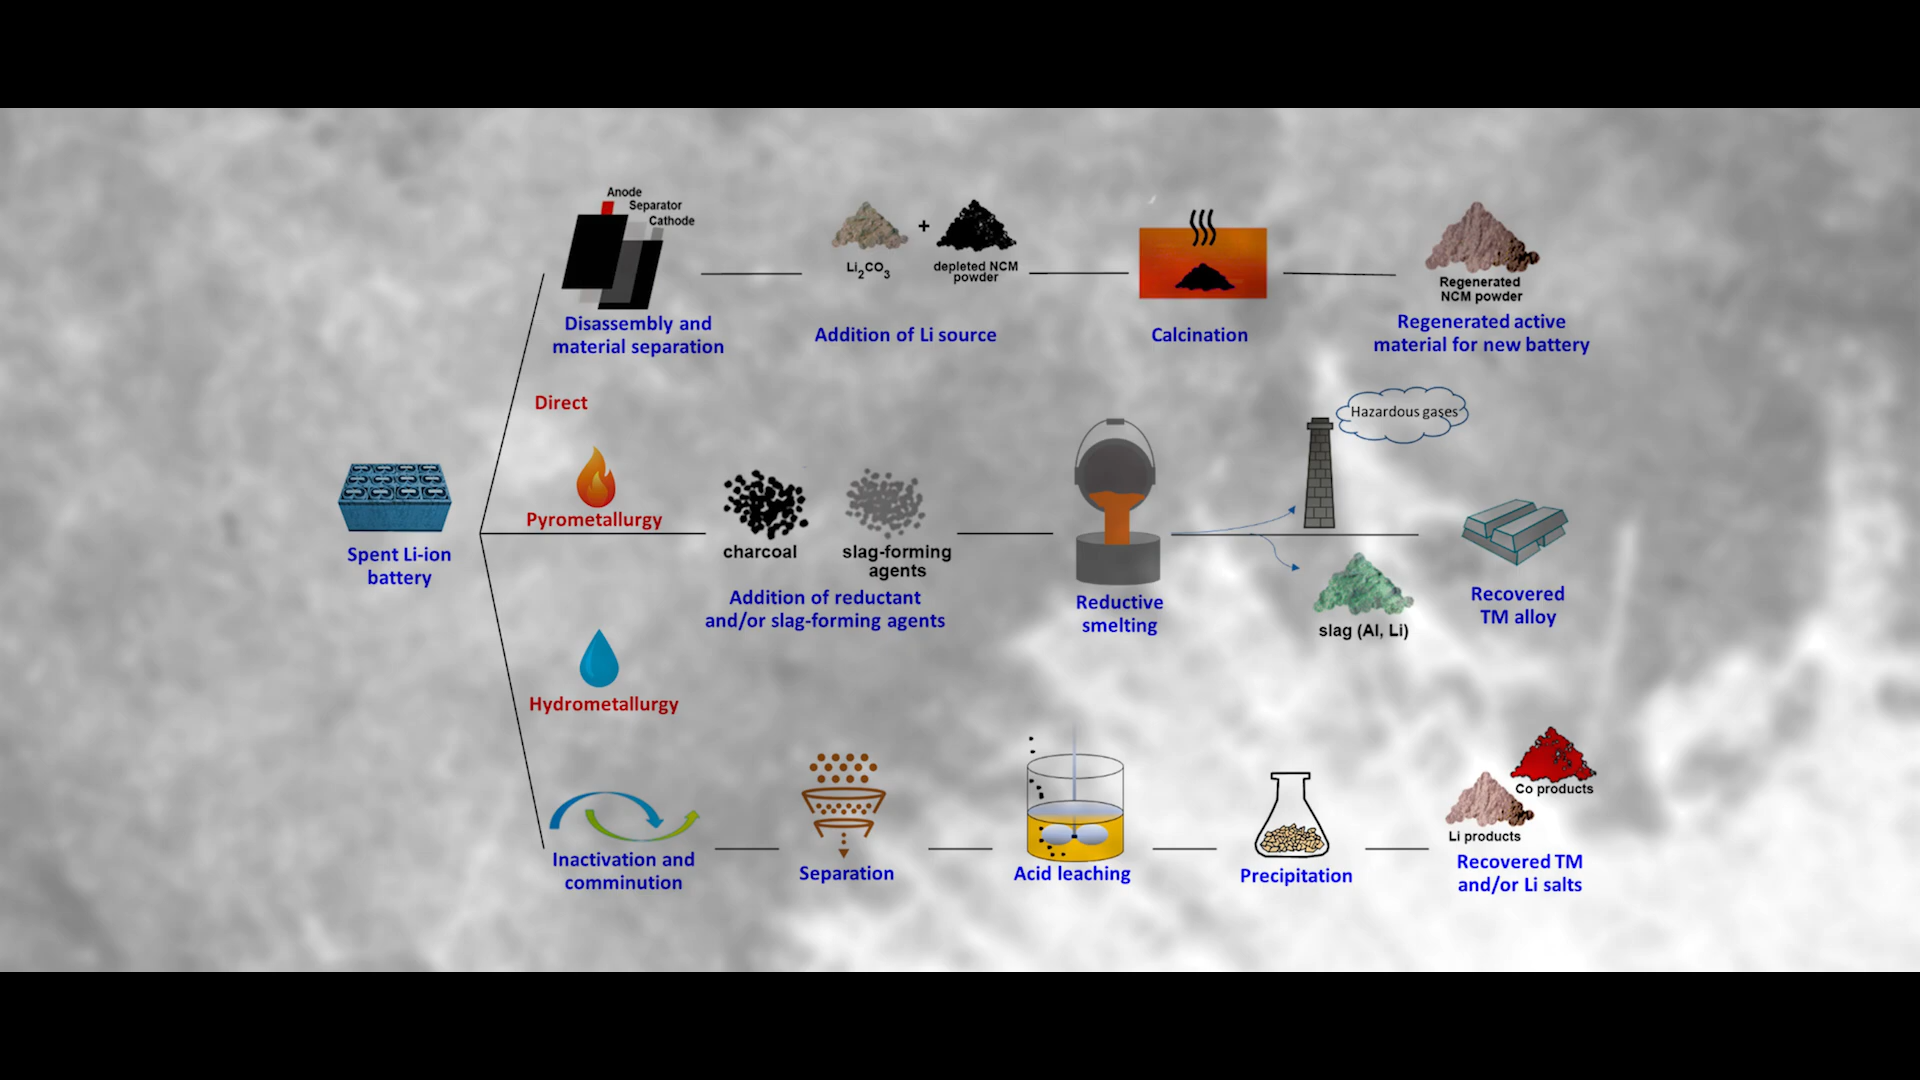 Anode
Separator
Cathode
Disassembly and
material separation
Li2CO3
+
depleted NCM
powder
Addition of Li source
Calcination
Regenerated
NCM powder
Regenerated active
material for new battery
Direct
Spent Li-ion
battery
Pyrometallurgy
charcoal
slag-forming
agents
Addition of reductant
and/or slag-forming agents
Reductive
smelting
Hazardous gases
slag (Al, Li)
Recovered
TM alloy
Hydrometallurgy
Inactivation and
comminution
Separation
Acid leaching
Precipitation
Co products
Li products
Recovered TM
and/or Li salts